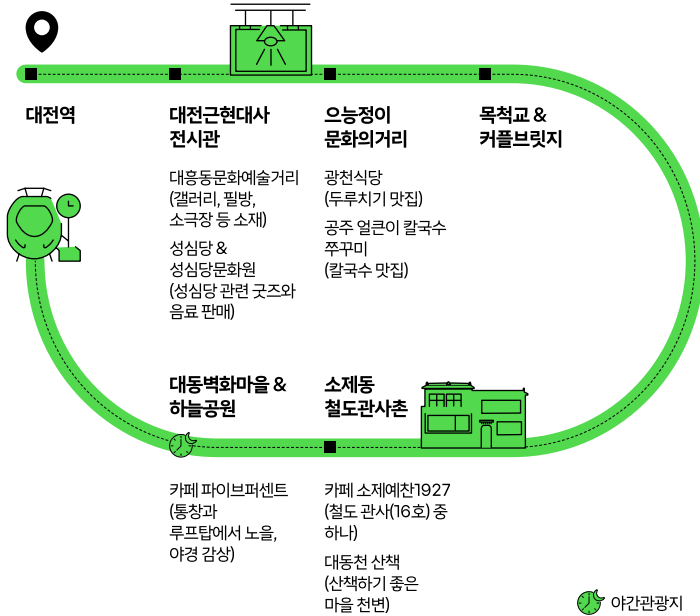 대전역
대전근현대사
전시관
대흥동문화예술거리
(갤러리, 필방,
소극장 등 소재)
성심당 &
성심당문화원
(성심당 관련 굿즈와
음료 판매)
으능정이
문화의거리
광천식당
(두루치기 맛집)
공주 얼큰이 칼국수
쭈꾸미
(칼국수 맛집)
목척교 &
커플브릿지
소제동
철도관사촌
카페 소제예찬1927
(철도 관사(16호) 중
하나)
대동천 산책
(산책하기 좋은
마을 천변)
대동벽화마을 &
하늘공원
카페 파이브퍼센트
(통창과
루프탑에서 노을,
야경 감상)
야간관광지